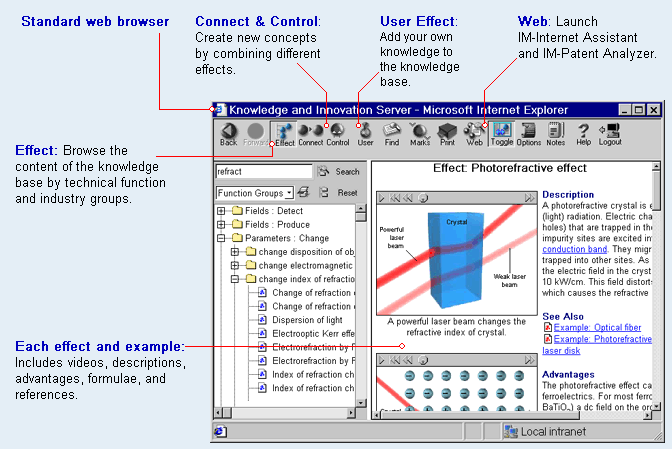 Standard web browser
Connect & Control:
Create new concepts
by combining different
effects.
User Effect:
Add your own
knowledge to
the knowledge
base.
Web: Launch
IM-Internet Assistant
and IM-Patent Analyzer.
Effect: Browse the
content of the knowledge
base by technical function
and industry groups.
Each effect and example:
Includes videos, descriptions,
advantages, formulae, and
references.
Knowledge and Innovation Server - Microsoft Internet Explorer
Back Forward Effect Connect Control User Find Marks Print Web Toggle Options Notes Help Logout
refract Search
Function Groups Reset
Fields : Detect
Fields : Produce
Parameters : Change
change disposition of obj
change electromagnetic
change index of refractio
Change of refraction
Change of refraction
Dispersion of light
Electrooptic Kerr effe
Electrorefraction by F
Electrorefraction by F
Index of refraction ch
Index of refraction ch
Effect: Photorefractive effect
Crystal
Powerful
laser
beam
Weak laser
beam
A powerful laser beam changes the
refractive index of crystal.
Crystal
Description
A photorefractive crystal is e
(light) radiation. Electric cha
holes) that are trapped in the
impurity sites are excited in
conduction band. They migr
trapped into other sites. As
the electric field in the cryst
10 kW/cm. This field distort
which causes the refractive
See Also
Example: Optical fiber
Example: Photorefractive
laser disk
Advantages
The photorefractive effect ca
ferroelectrics. For most ferro
BaTiO₃) a dc field on the ord
Local intranet